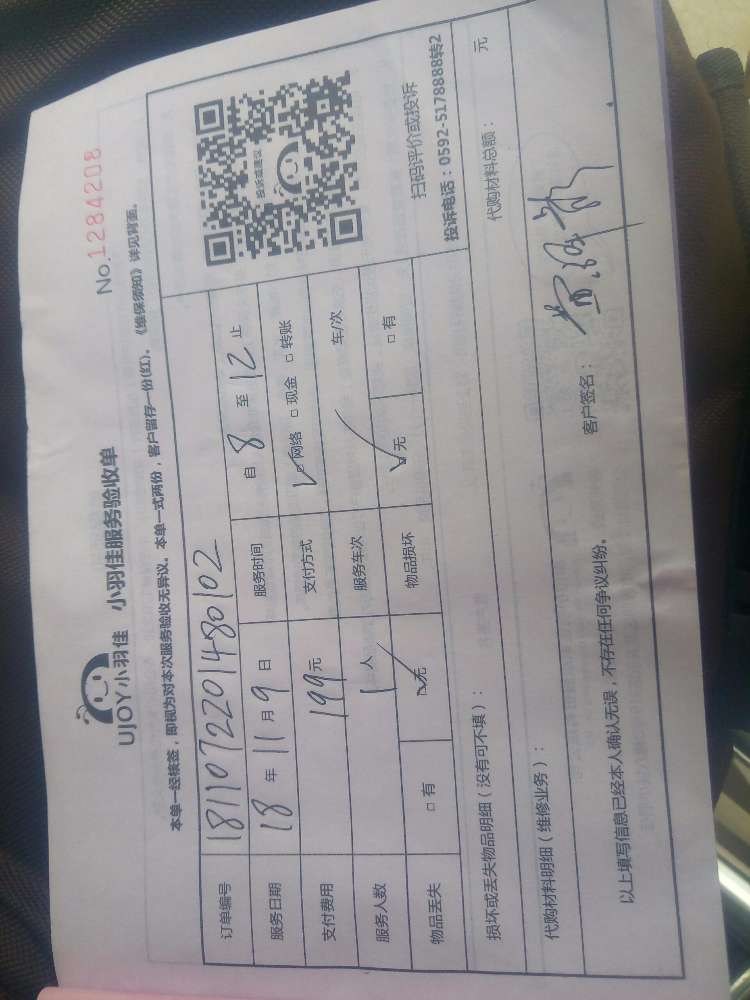 UJOY小羽佳 小羽佳服务验收单
No.1284208
本单一经核签，即视为对本次服务验收无异议。本单一式两份，客户留存一份(红)。《维保须知》详见背面。
订单编号 1811072201480102
服务日期 18 年 11 月 9 日 服务时间 自 8 至 12 止
支付费用 199元 支付方式 ☑网络 □现金 □转账
服务人数 1 人 服务车次 车/次
物品丢失 □有 ☑无 物品损坏 ☑无 □有
投诉或建议
扫码评价或投诉
投诉电话：0592-5178888转2
损坏或丢失物品明细（没有可不填）：
代购材料明细（维修业务）： 代购材料总额： 元
以上填写信息已经本人确认无误，不存在任何争议纠纷。 客户签名：